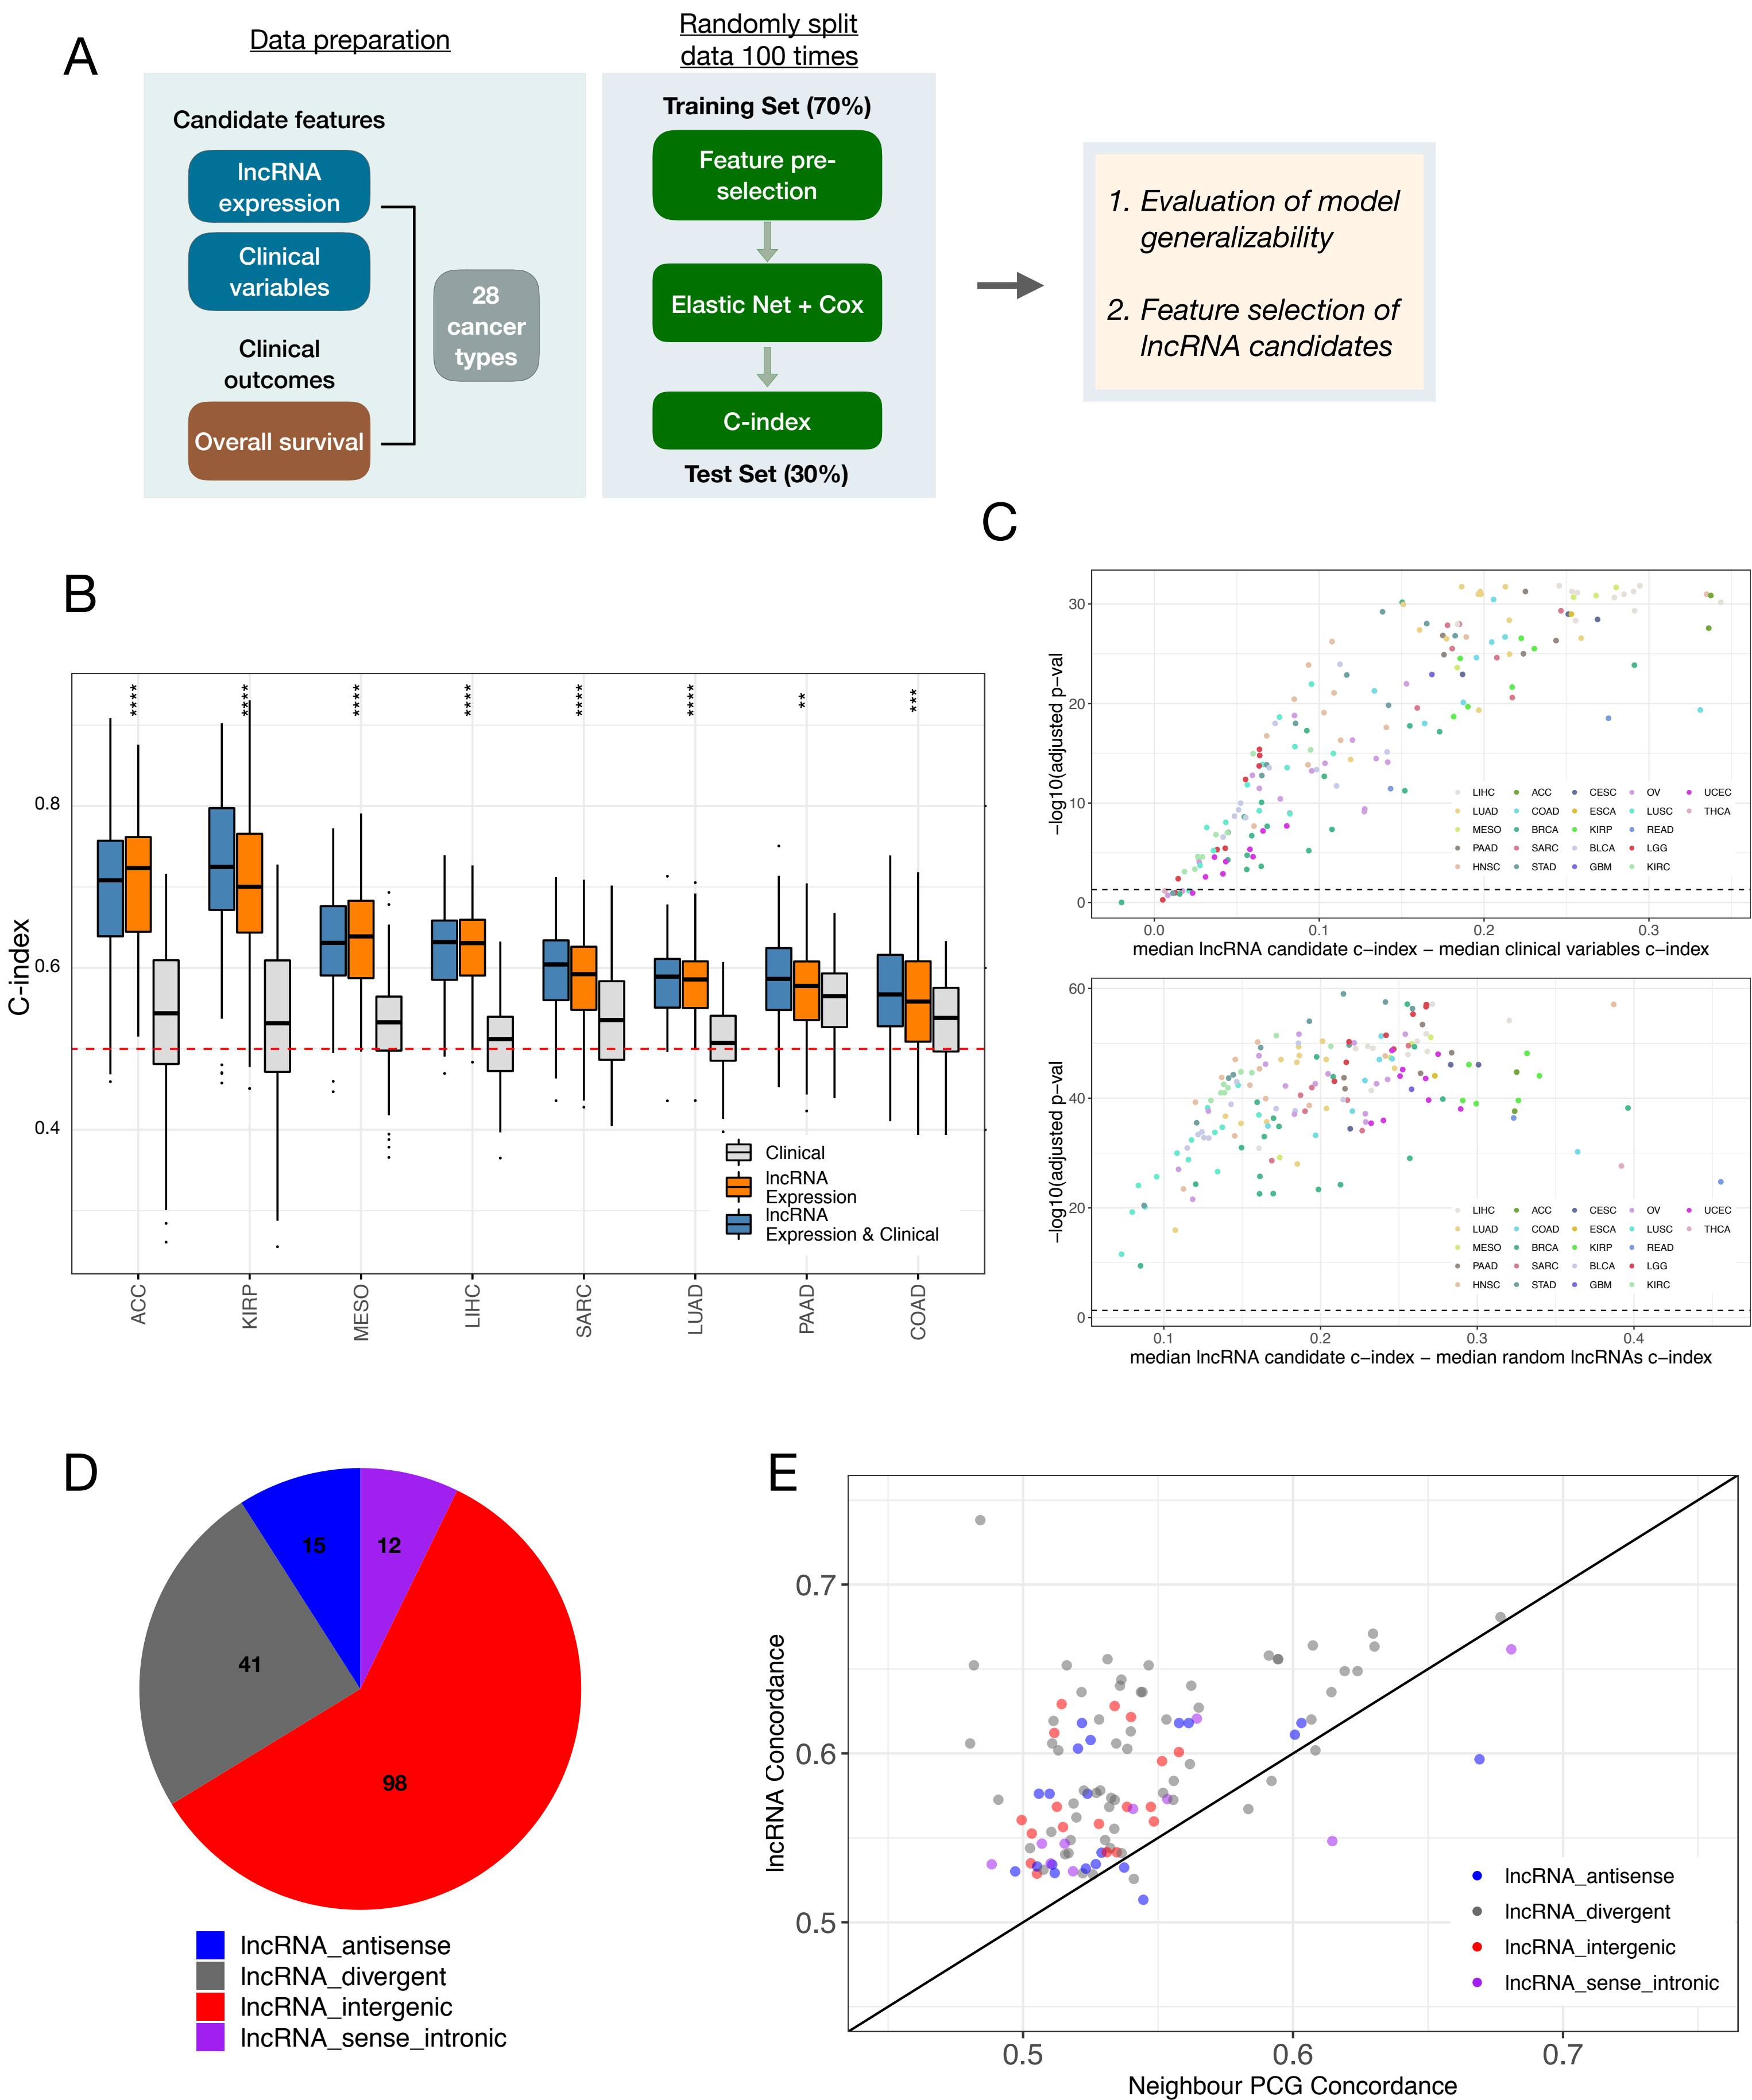 A
Data preparation
Randomly split
data 100 times
Candidate features
lncRNA
expression
Clinical
variables
Clinical
outcomes
Overall survival
28
cancer
types
Training Set (70%)
Feature pre-
selection
Elastic Net + Cox
C-index
Test Set (30%)
1. Evaluation of model
generalizability
2. Feature selection of
lncRNA candidates
B
C-index
0.8
0.6
0.4
****
****
****
****
****
****
**
***
Clinical
lncRNA
Expression
lncRNA
Expression & Clinical
ACC
KIRP
MESO
LIHC
SARC
LUAD
PAAD
COAD
C
−log10(adjusted p−val)
30
20
10
0
LIHC ACC CESC OV UCEC
LUAD COAD ESCA LUSC THCA
MESO BRCA KIRP READ
PAAD SARC BLCA LGG
HNSC STAD GBM KIRC
0.0 0.1 0.2 0.3
median lncRNA candidate c−index − median clinical variables c−index
−log10(adjusted p−val)
60
40
20
0
LIHC ACC CESC OV UCEC
LUAD COAD ESCA LUSC THCA
MESO BRCA KIRP READ
PAAD SARC BLCA LGG
HNSC STAD GBM KIRC
0.1 0.2 0.3 0.4
median lncRNA candidate c−index − median random lncRNAs c−index
D
15
12
41
98
lncRNA_antisense
lncRNA_divergent
lncRNA_intergenic
lncRNA_sense_intronic
E
lncRNA Concordance
0.7
0.6
0.5
lncRNA_antisense
lncRNA_divergent
lncRNA_intergenic
lncRNA_sense_intronic
0.5 0.6 0.7
Neighbour PCG Concordance